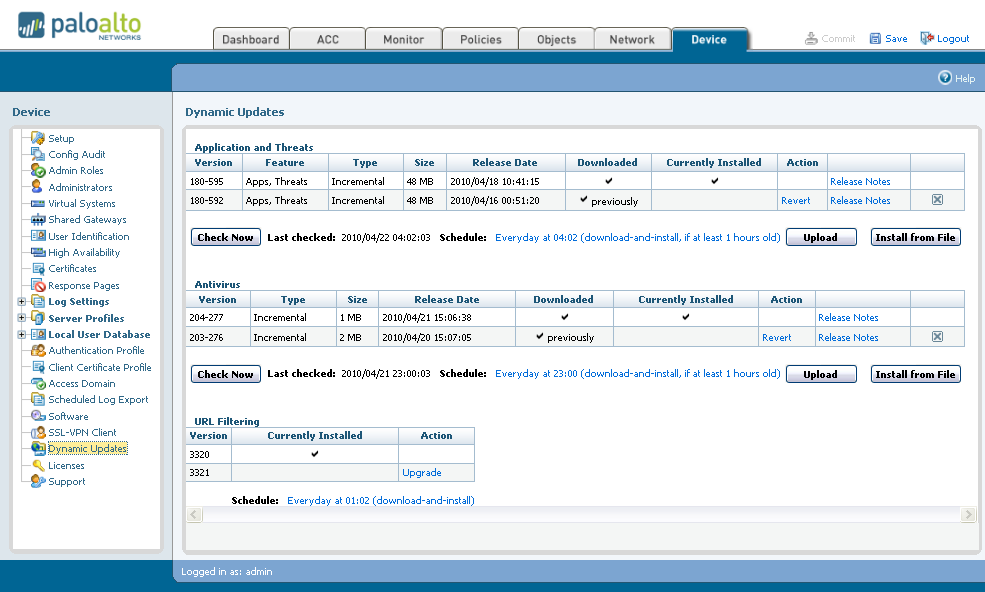 paloalto
NETWORKS
Dashboard ACC Monitor Policies Objects Network Device Commit Save Logout
Help
Device
Setup
Config Audit
Admin Roles
Administrators
Virtual Systems
Shared Gateways
User Identification
High Availability
Certificates
Response Pages
Log Settings
Server Profiles
Local User Database
Authentication Profile
Client Certificate Profile
Access Domain
Scheduled Log Export
Software
SSL-VPN Client
Dynamic Updates
Licenses
Support
Dynamic Updates
Application and Threats
Version Feature Type Size Release Date Downloaded Currently Installed Action
180-595 Apps, Threats Incremental 48 MB 2010/04/18 10:41:15 ✔ ✔ Release Notes
180-592 Apps, Threats Incremental 48 MB 2010/04/16 00:51:20 ✔ previously Revert Release Notes
Check Now Last checked: 2010/04/22 04:02:03 Schedule: Everyday at 04:02 (download-and-install, if at least 1 hours old) Upload Install from File
Antivirus
Version Type Size Release Date Downloaded Currently Installed Action
204-277 Incremental 1 MB 2010/04/21 15:06:38 ✔ ✔ Release Notes
203-276 Incremental 2 MB 2010/04/20 15:07:05 ✔ previously Revert Release Notes
Check Now Last checked: 2010/04/21 23:00:03 Schedule: Everyday at 23:00 (download-and-install, if at least 1 hours old) Upload Install from File
URL Filtering
Version Currently Installed Action
3320 ✔
3321 Upgrade
Schedule: Everyday at 01:02 (download-and-install)
Logged in as: admin